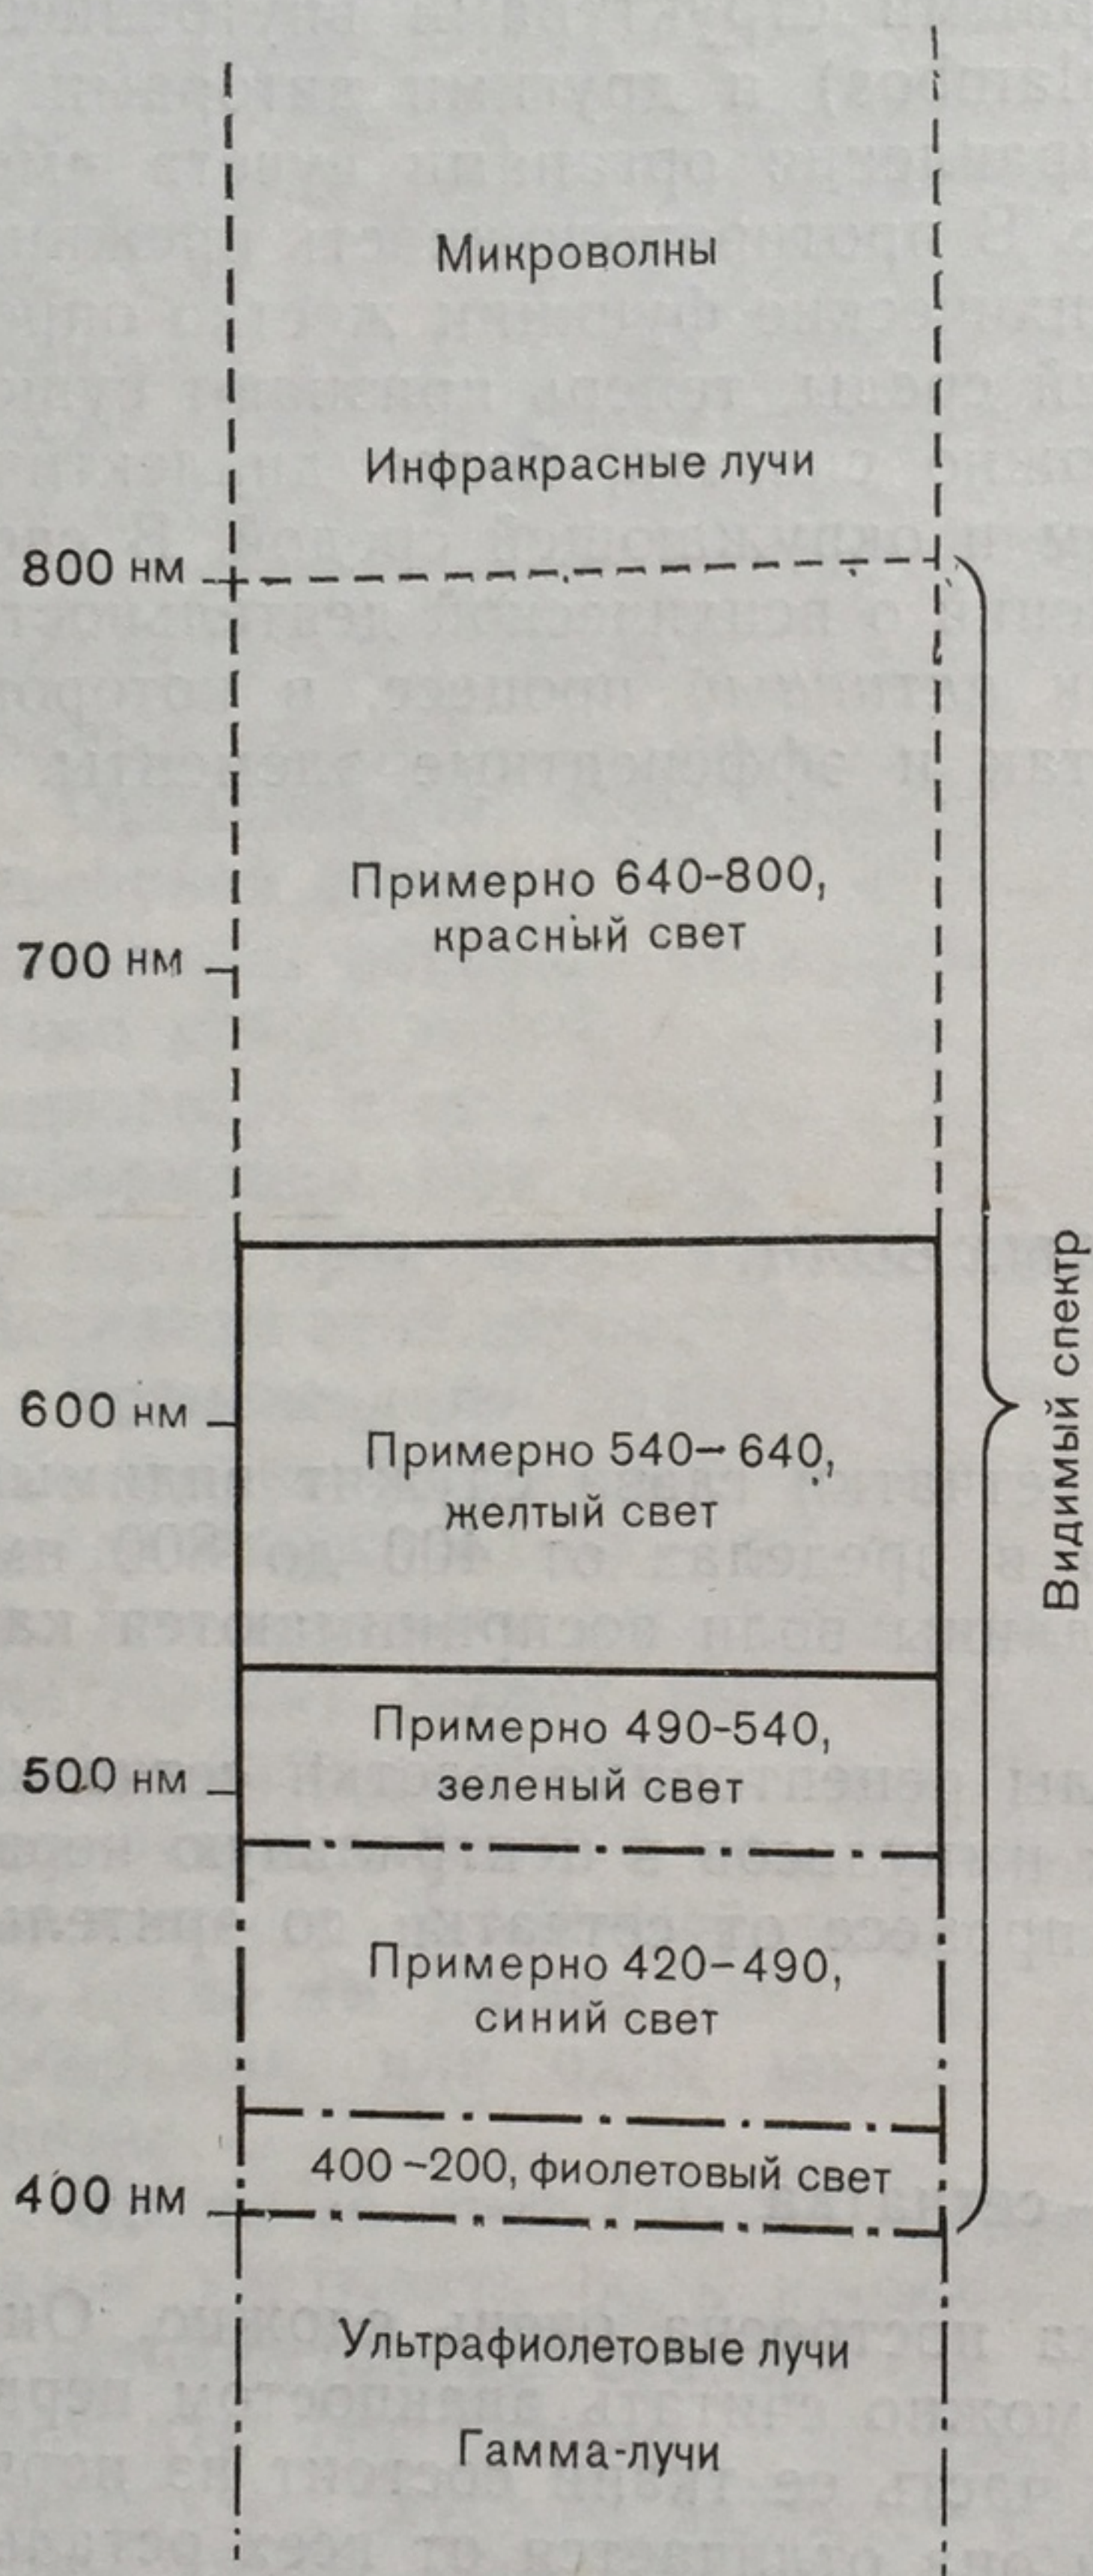 Микроволны
Инфракрасные лучи
800 нм
Примерно 640-800,
красный свет
700 нм
600 нм
Примерно 540-640,
желтый свет
Видимый спектр
Примерно 490-540,
500 нм
зеленый свет
Примерно 420-490,
синий свет
400-200, фиолетовый свет
400 нм
Ультрафиолетовые лучи
Гамма-лучи